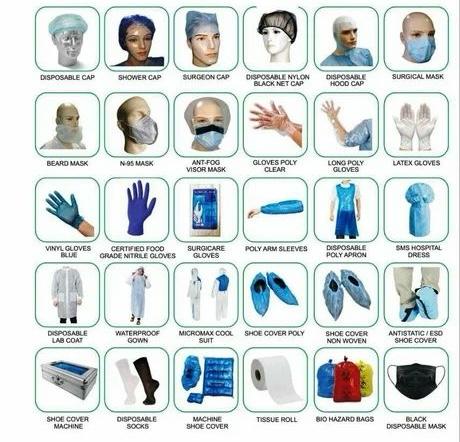 DISPOSABLE CAP
SHOWER CAP
SURGEON CAP
DISPOSABLE NYLON
BLACK NET CAP
DISPOSABLE
HOOD CAP
SURGICAL MASK
BEARD MASK
N-95 MASK
ANT-FOG
VISOR MASK
GLOVES POLY
CLEAR
LONG POLY
GLOVES
LATEX GLOVES
VINYL GLOVES
BLUE
CERTIFIED FOOD
GRADE NITRILE GLOVES
SURGICARE
GLOVES
POLY ARM SLEEVES
DISPOSABLE
POLY APRON
SMS HOSPITAL
DRESS
DISPOSABLE
LAB COAT
WATERPROOF
GOWN
MICROMAX COOL
SUIT
SHOE COVER POLY
SHOE COVER
NON WOVEN
ANTISTATIC / ESD
SHOE COVER
SHOE COVER
MACHINE
DISPOSABLE
SOCKS
MACHINE
SHOE COVER
TISSUE ROLL
BIO HAZARD BAGS
BLACK
DISPOSABLE MASK